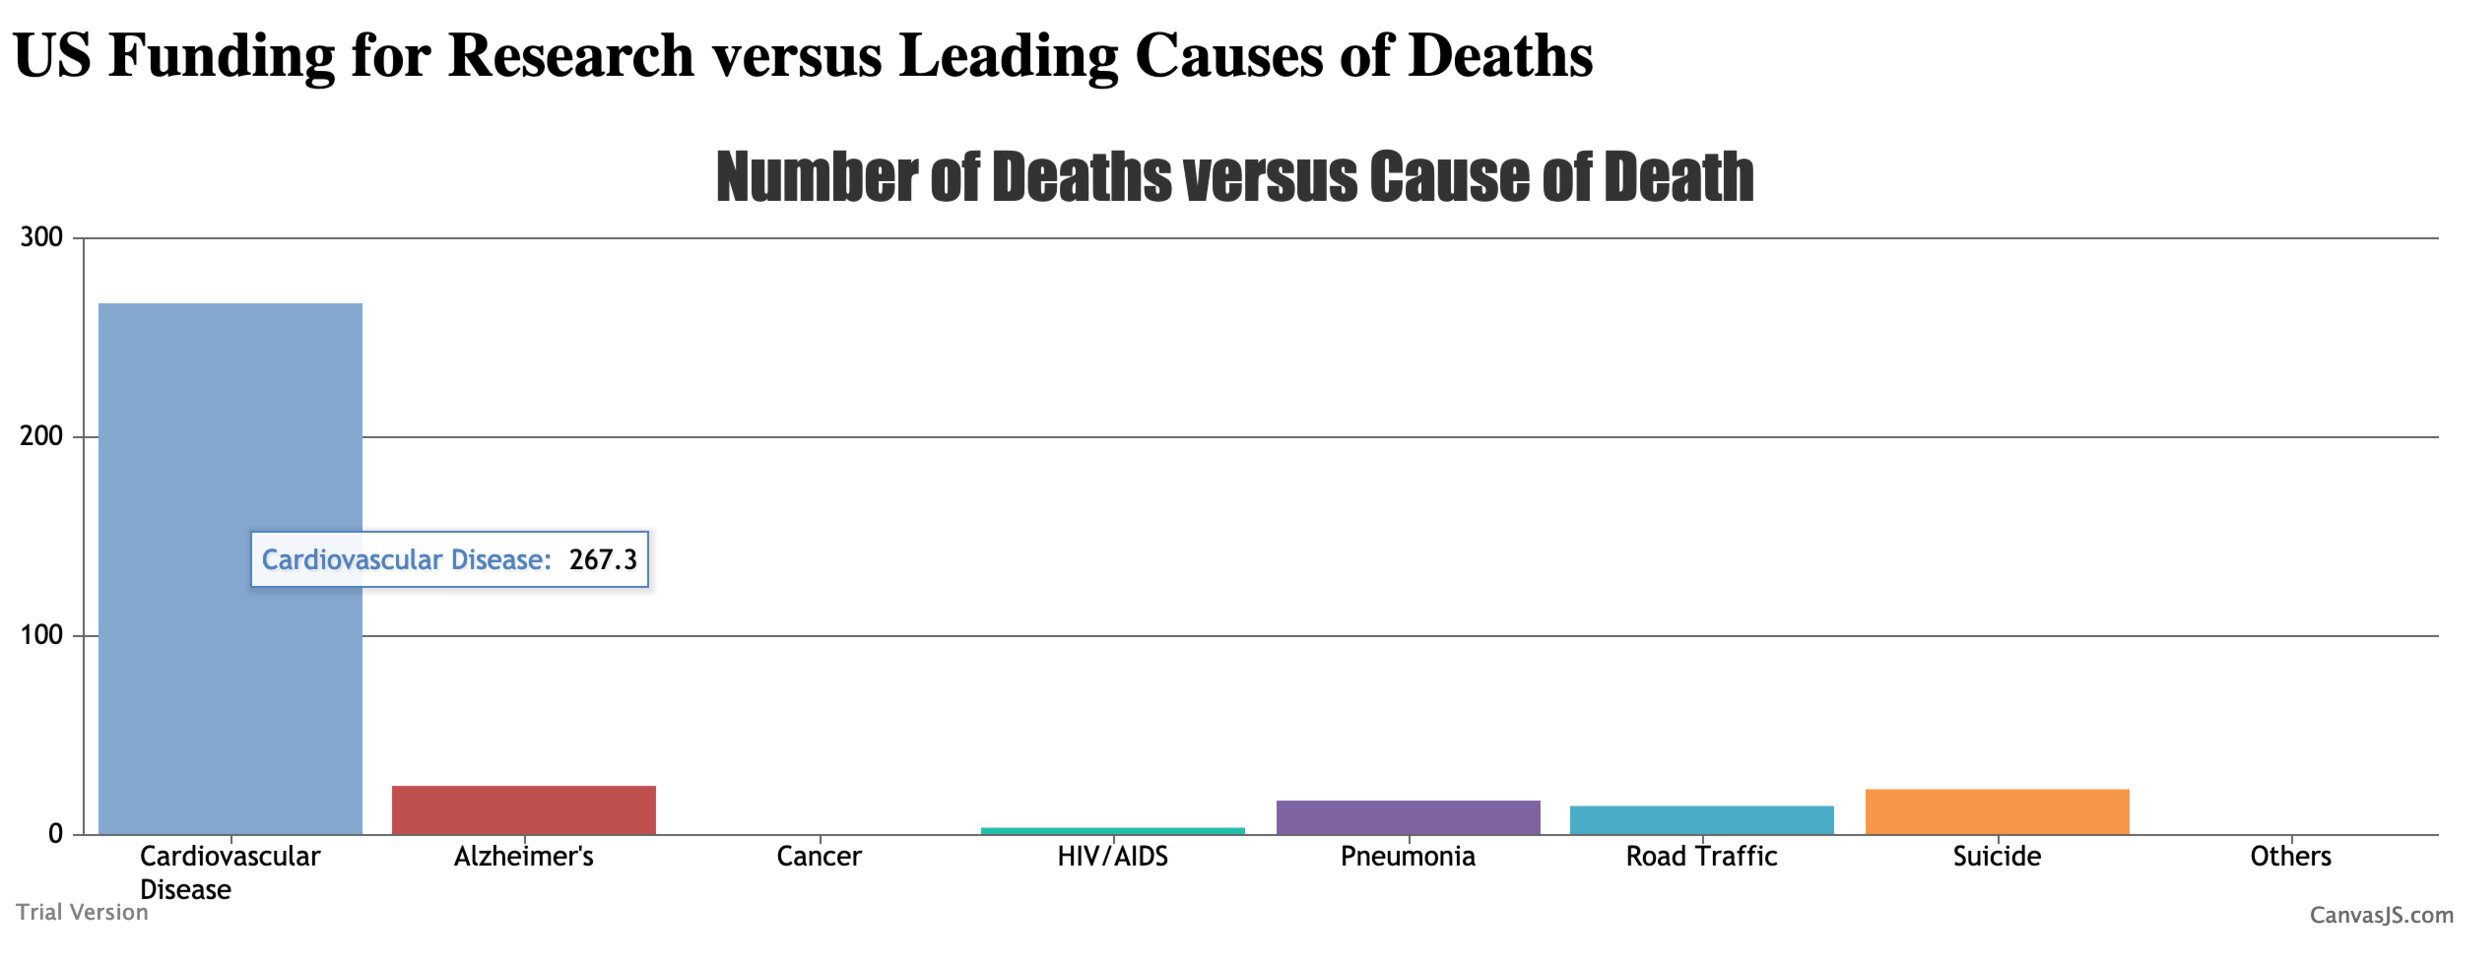 US Funding for Research versus Leading Causes of Deaths
Number of Deaths versus Cause of Death
300
200
100
0
Cardiovascular Disease: 267.3
Cardiovascular
Disease
Alzheimer's
Cancer
HIV/AIDS
Pneumonia
Road Traffic
Suicide
Others
Trial Version
CanvasJS.com